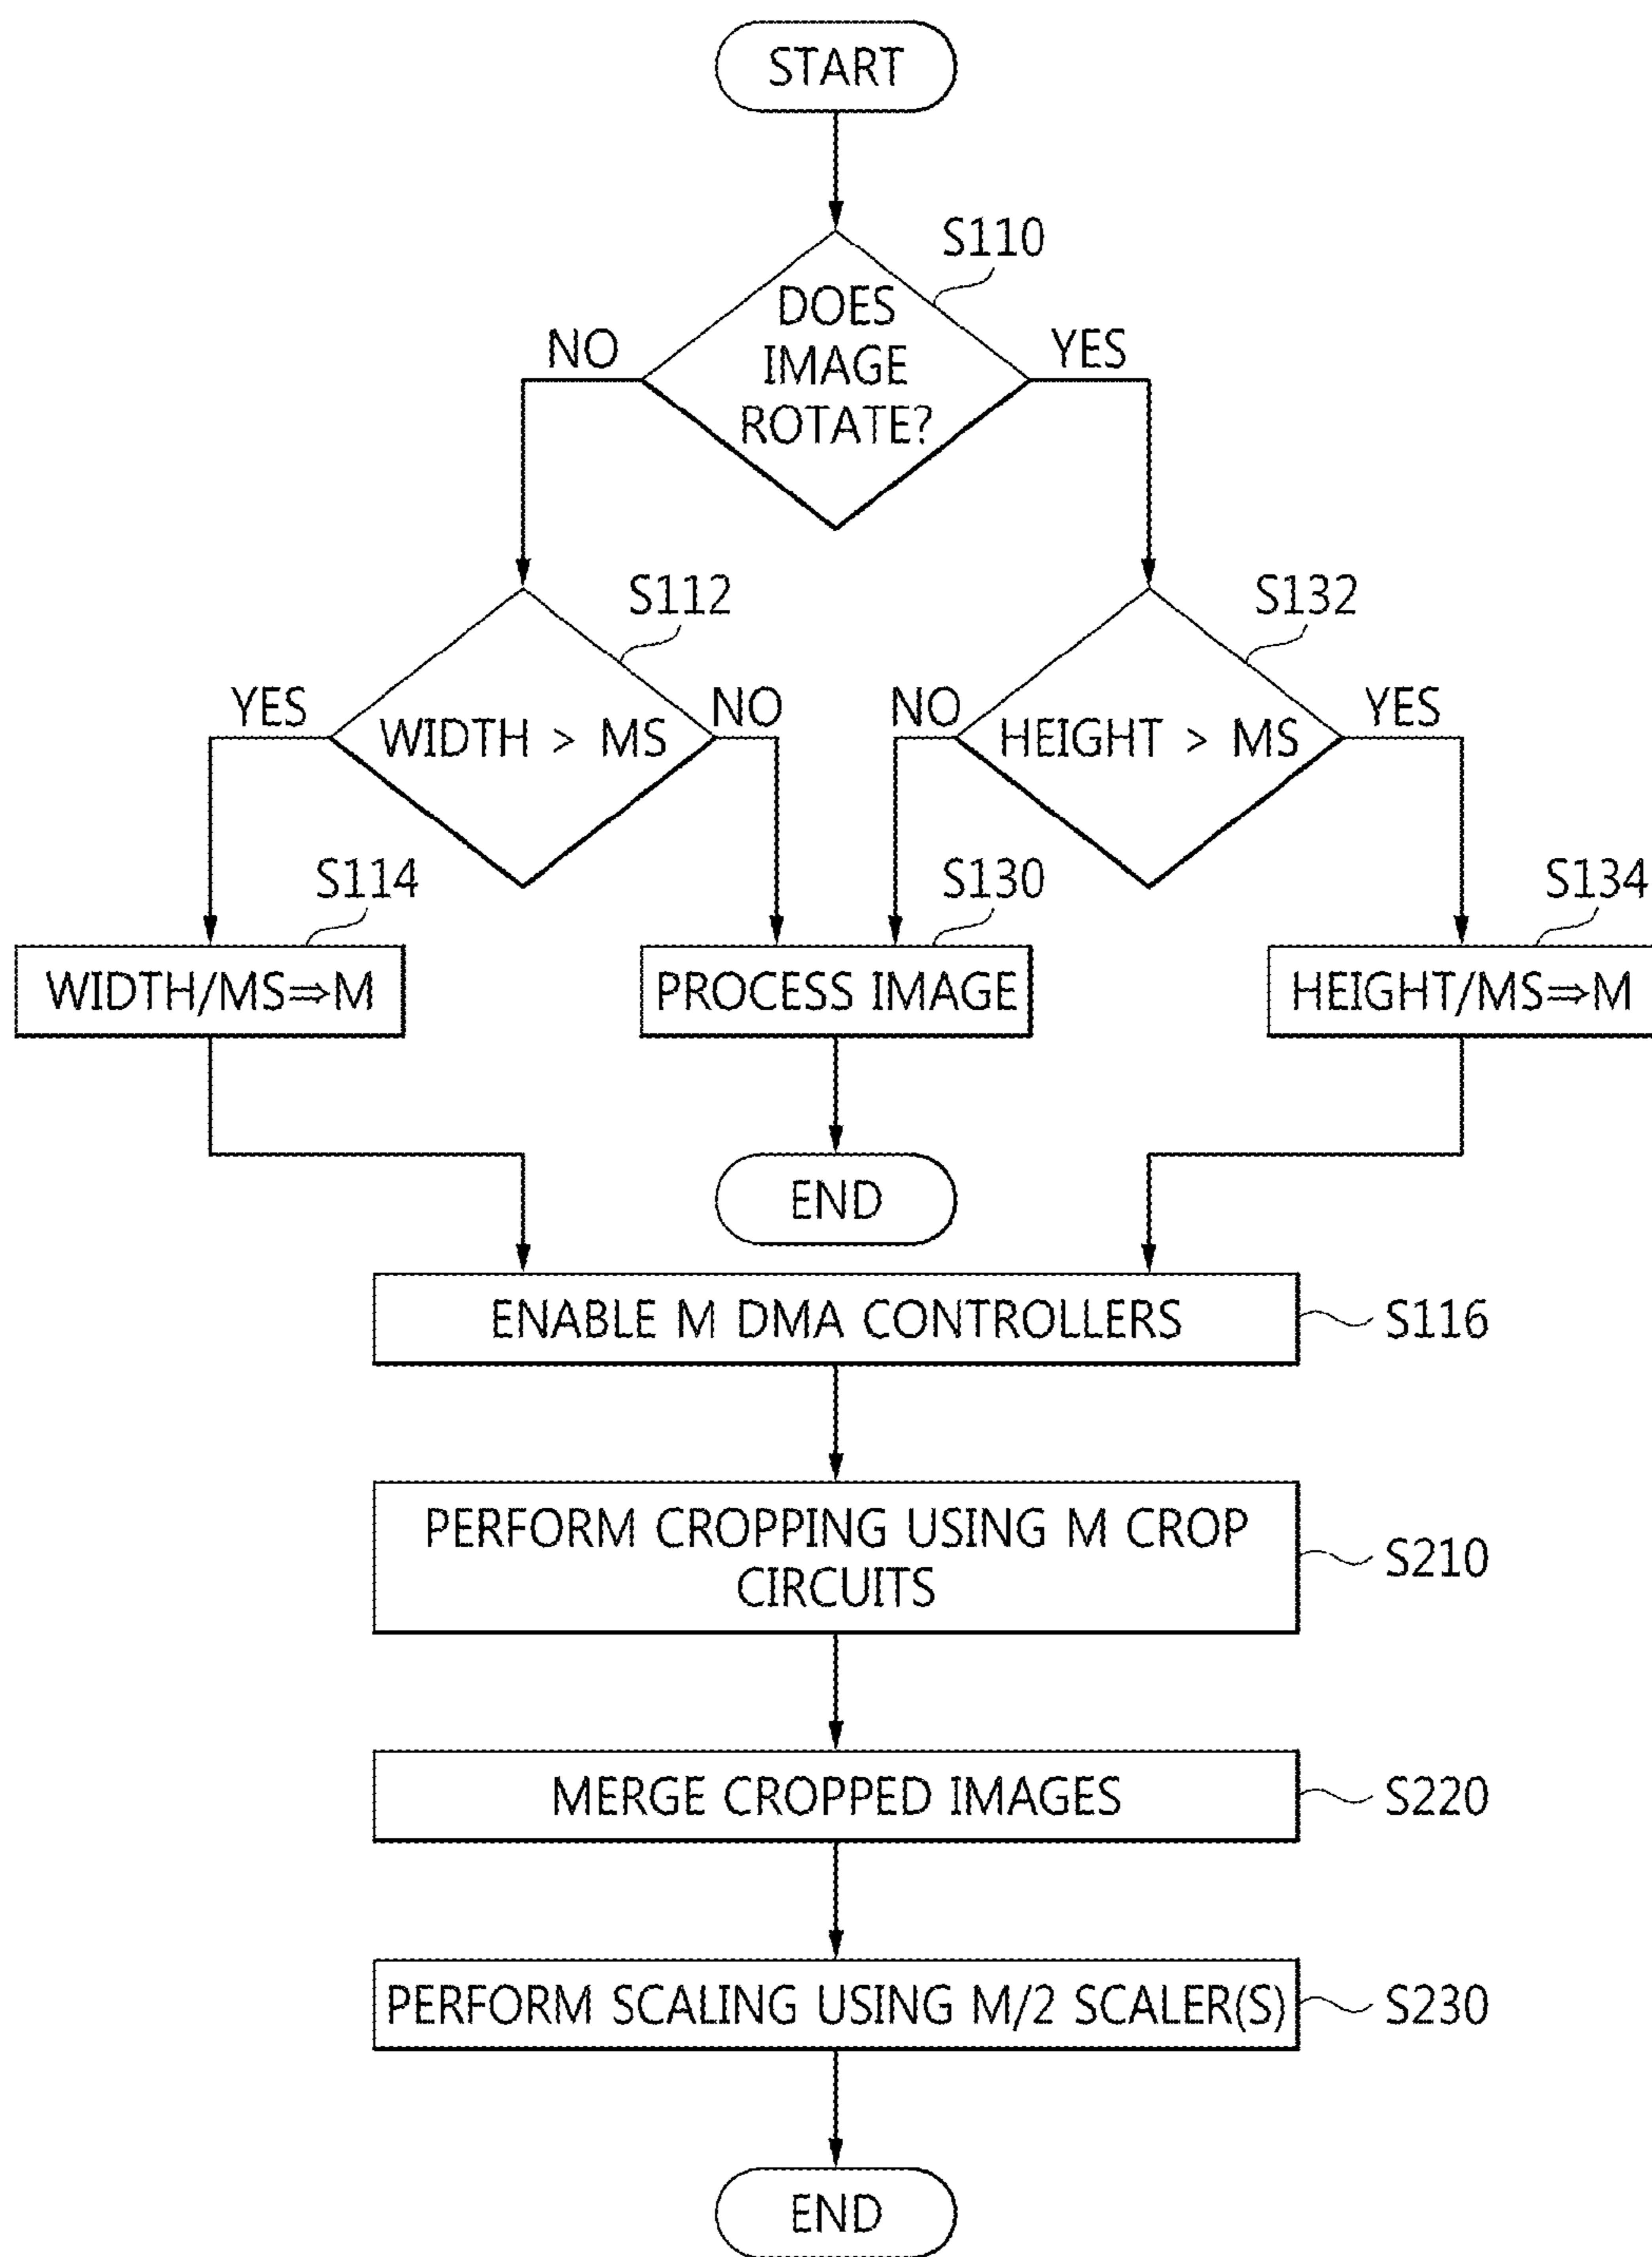 START
S110
DOES
IMAGE
ROTATE?
NO
YES
S112
S132
YES
WIDTH > MS
NO
NO
HEIGHT > MS
YES
S114
S130
S134
WIDTH/MS⇒M
PROCESS IMAGE
HEIGHT/MS⇒M
END
ENABLE M DMA CONTROLLERS
S116
PERFORM CROPPING USING M CROP
CIRCUITS
S210
MERGE CROPPED IMAGES
S220
PERFORM SCALING USING M/2 SCALER(S)
S230
END